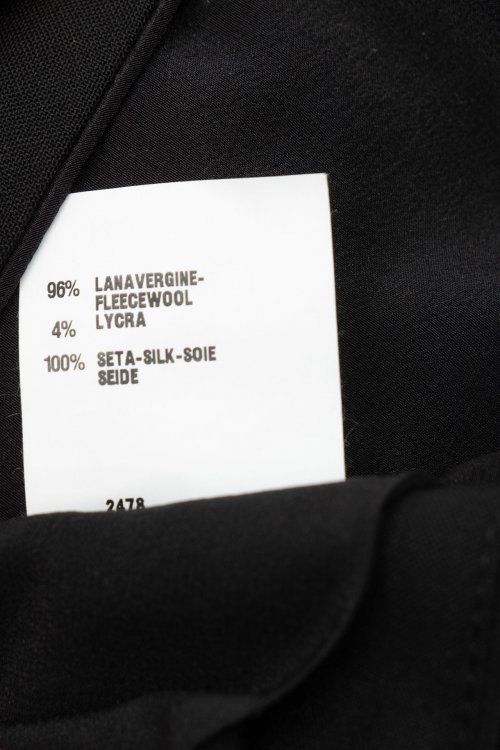 96% LANAVERGINE-
FLEECEWOOL
4% LYCRA
100% SETA-SILK-SOIE
SEIDE
2478